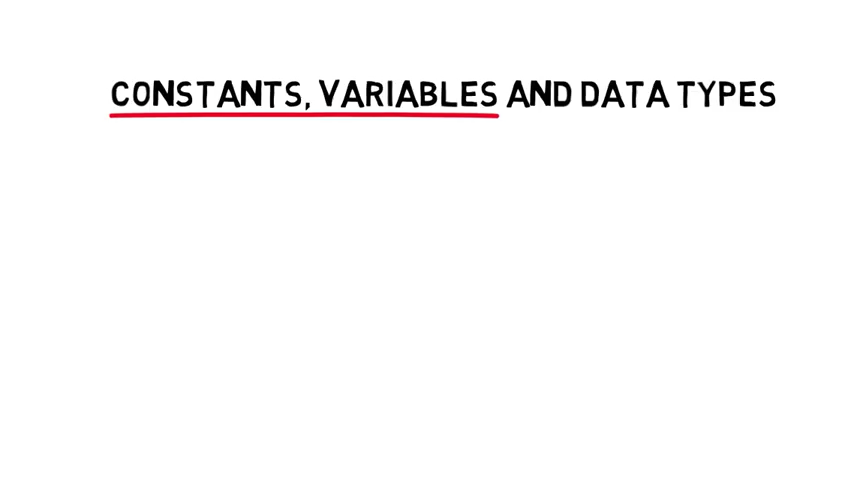 CONSTANTS, VARIABLES AND DATA TYPES